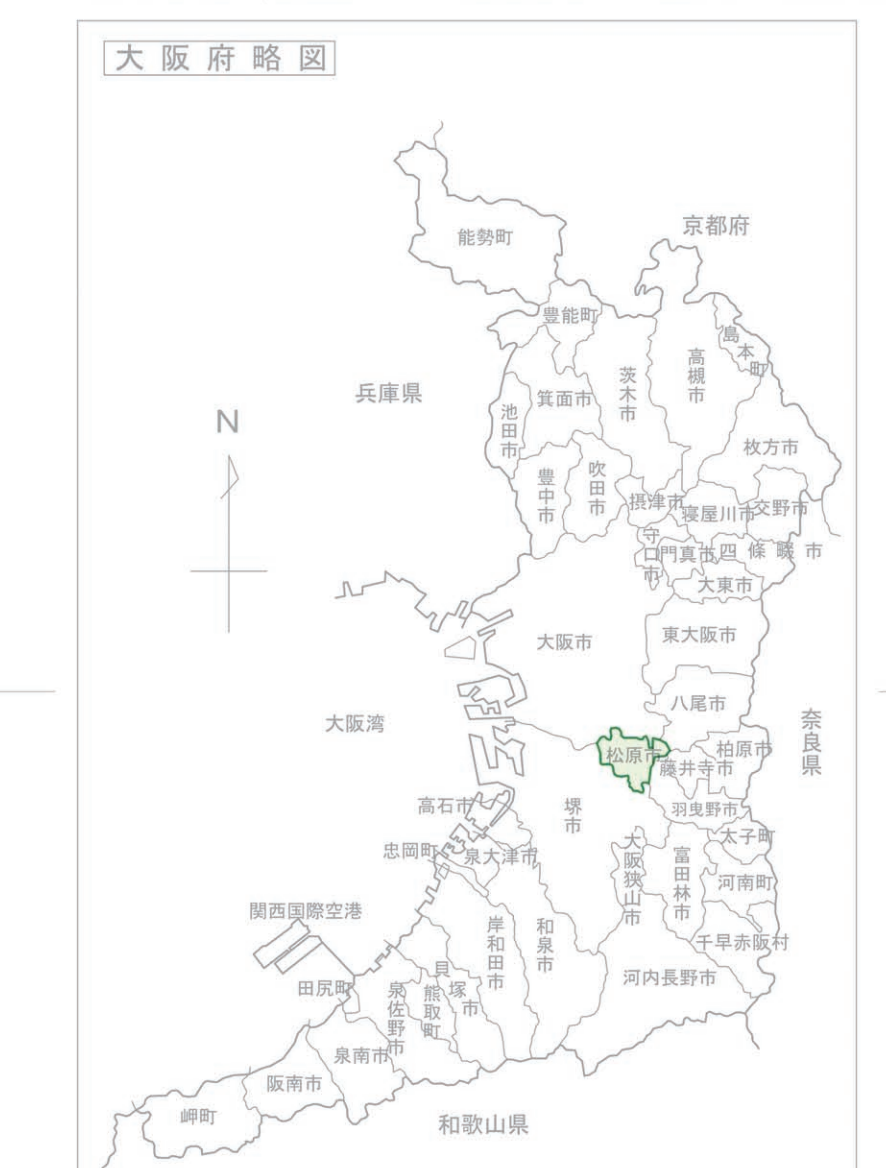 大阪府略図
能勢町
京都府
豊能町
島本町
高槻市
茨木市
兵庫県
箕面市
池田市
N
枚方市
吹田市
豊中市
摂津市
寝屋川市
交野市
守口市
門真市
四條畷市
大東市
東大阪市
大阪市
八尾市
大阪湾
奈良県
松原市
柏原市
藤井寺市
高石市
堺市
羽曳野市
太子町
忠岡町
泉大津市
大阪狭山市
富田林市
河南町
関西国際空港
岸和田市
和泉市
千早赤阪村
河内長野市
田尻町
泉佐野市
熊取町
貝塚市
泉南市
阪南市
岬町
和歌山県